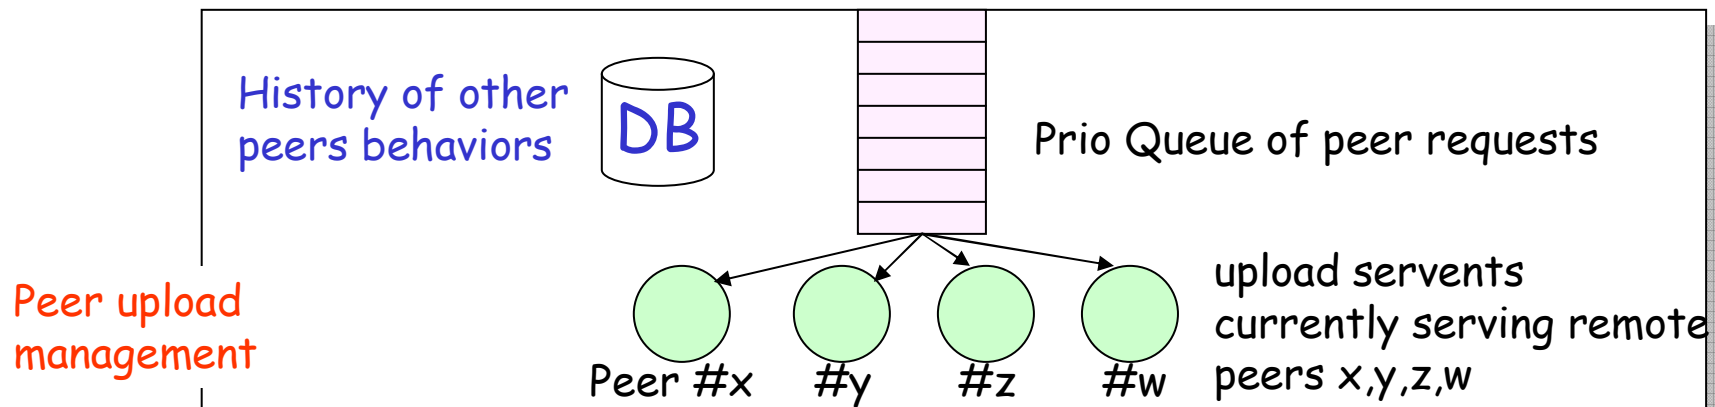 History of other
peers behaviors
DB
Prio Queue of peer requests
Peer upload
management
upload servents
currently serving remote
peers x,y,z,w
Peer #x #y #z #w